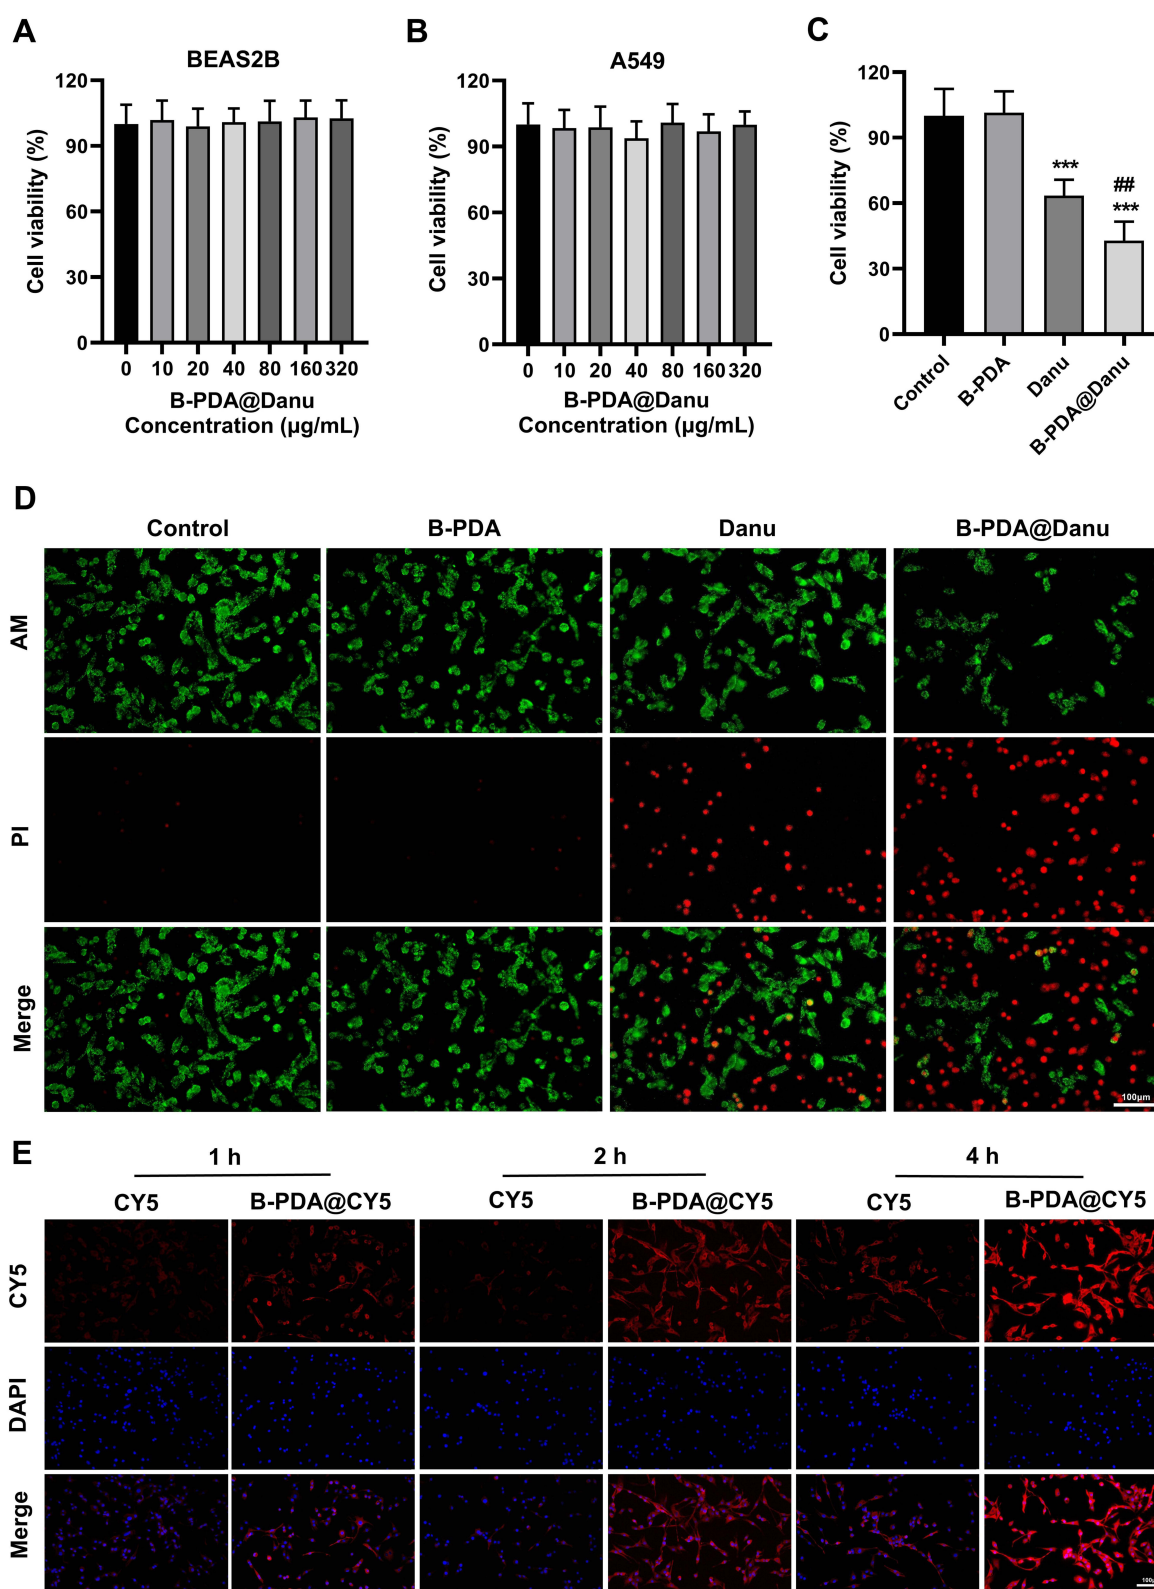 A
BEAS2B
Cell viability (%)
120
90
60
30
0
0 10 20 40 80 160 320
B-PDA@Danu
Concentration (µg/mL)
B
A549
Cell viability (%)
120
90
60
30
0
0 10 20 40 80 160 320
B-PDA@Danu
Concentration (µg/mL)
C
Cell viability (%)
120
90
60
30
0
***
##
***
Control
B-PDA
Danu
B-PDA@Danu
D
Control B-PDA Danu B-PDA@Danu
AM
PI
Merge
100µm
E
1 h 2 h 4 h
CY5 B-PDA@CY5 CY5 B-PDA@CY5 CY5 B-PDA@CY5
CY5
DAPI
Merge